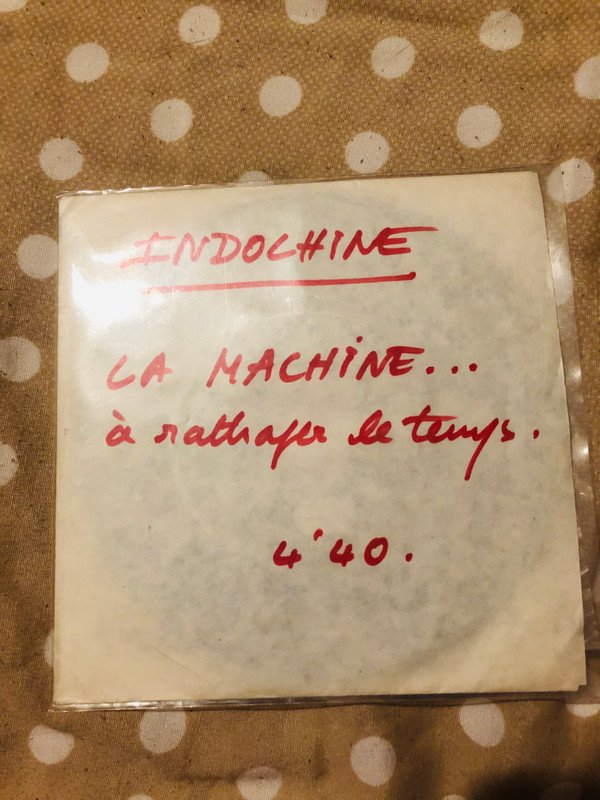 INDOCHINE
LA MACHINE...
à rattraper le temps.
4'40.